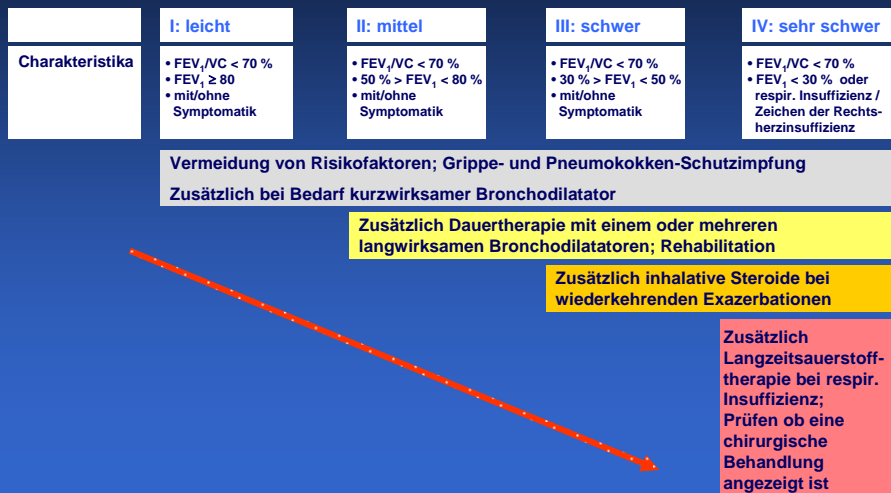 I: leicht
II: mittel
III: schwer
IV: sehr schwer
Charakteristika
• FEV₁/VC < 70 %
• FEV₁ ≥ 80
• mit/ohne
Symptomatik
• FEV₁/VC < 70 %
• 50 % > FEV₁ < 80 %
• mit/ohne
Symptomatik
• FEV₁/VC < 70 %
• 30 % > FEV₁ < 50 %
• mit/ohne
Symptomatik
• FEV₁/VC < 70 %
• FEV₁ < 30 % oder
respir. Insuffizienz /
Zeichen der Rechts-
herzinsuffizienz
Vermeidung von Risikofaktoren; Grippe- und Pneumokokken-Schutzimpfung
Zusätzlich bei Bedarf kurzwirksamer Bronchodilatator
Zusätzlich Dauertherapie mit einem oder mehreren
langwirksamen Bronchodilatatoren; Rehabilitation
Zusätzlich inhalative Steroide bei
wiederkehrenden Exazerbationen
Zusätzlich
Langzeitsauerstoff-
therapie bei respir.
Insuffizienz;
Prüfen ob eine
chirurgische
Behandlung
angezeigt ist